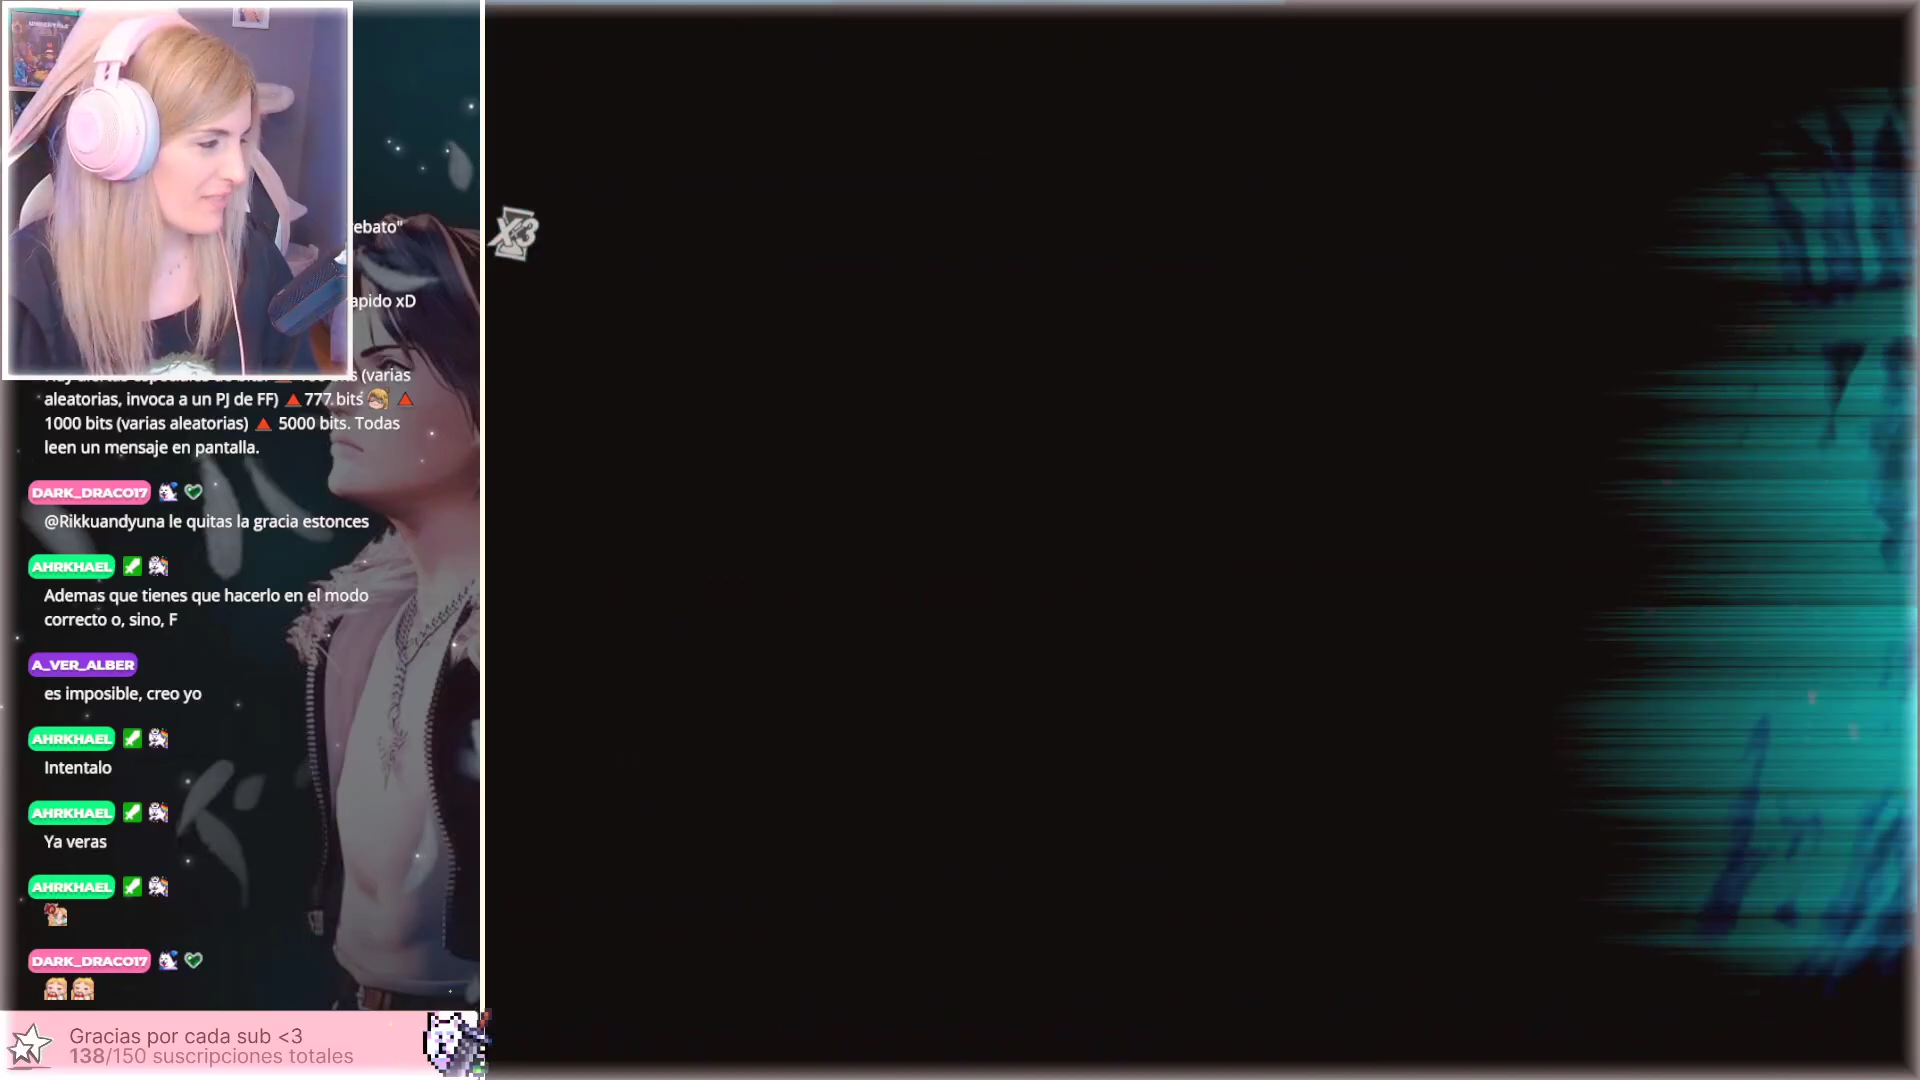 ebato"
apido xD
(varias
aleatorias, invoca a un PJ de FF) 777 bits
1000 bits (varias aleatorias) 5000 bits. Todas
leen un mensaje en pantalla.
DARK_DRACO17
@Rikkuandyuna le quitas la gracia estonces
AHRKHAEL
Ademas que tienes que hacerlo en el modo
correcto o, sino, F
A_VER_ALBER
es imposible, creo yo
AHRKHAEL
Intentalo
AHRKHAEL
Ya veras
AHRKHAEL
DARK_DRACO17
Gracias por cada sub <3
138/150 suscripciones totales
X3